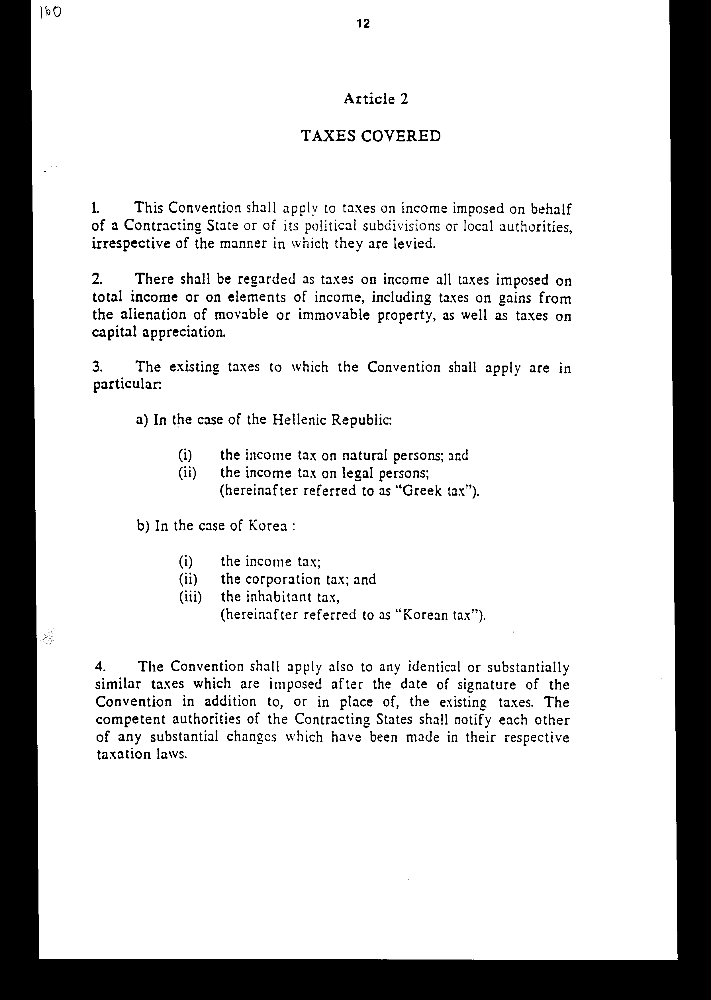 160
12
Article 2
TAXES COVERED
1. This Convention shall apply to taxes on income imposed on behalf
of a Contracting State or of its political subdivisions or local authorities,
irrespective of the manner in which they are levied.
2. There shall be regarded as taxes on income all taxes imposed on
total income or on elements of income, including taxes on gains from
the alienation of movable or immovable property, as well as taxes on
capital appreciation.
3. The existing taxes to which the Convention shall apply are in
particular:
a) In the case of the Hellenic Republic:
(i) the income tax on natural persons; and
(ii) the income tax on legal persons;
(hereinafter referred to as “Greek tax”).
b) In the case of Korea :
(i) the income tax;
(ii) the corporation tax; and
(iii) the inhabitant tax,
(hereinafter referred to as “Korean tax”).
4. The Convention shall apply also to any identical or substantially
similar taxes which are imposed after the date of signature of the
Convention in addition to, or in place of, the existing taxes. The
competent authorities of the Contracting States shall notify each other
of any substantial changes which have been made in their respective
taxation laws.